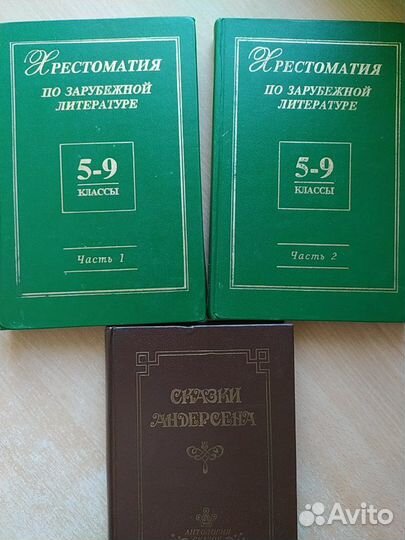 Хрестоматия
по зарубежной
литературе
5-9
классы
Часть 1
Хрестоматия
по зарубежной
литературе
5-9
классы
Часть 2
Сказки
Андерсена
Антология
Avito